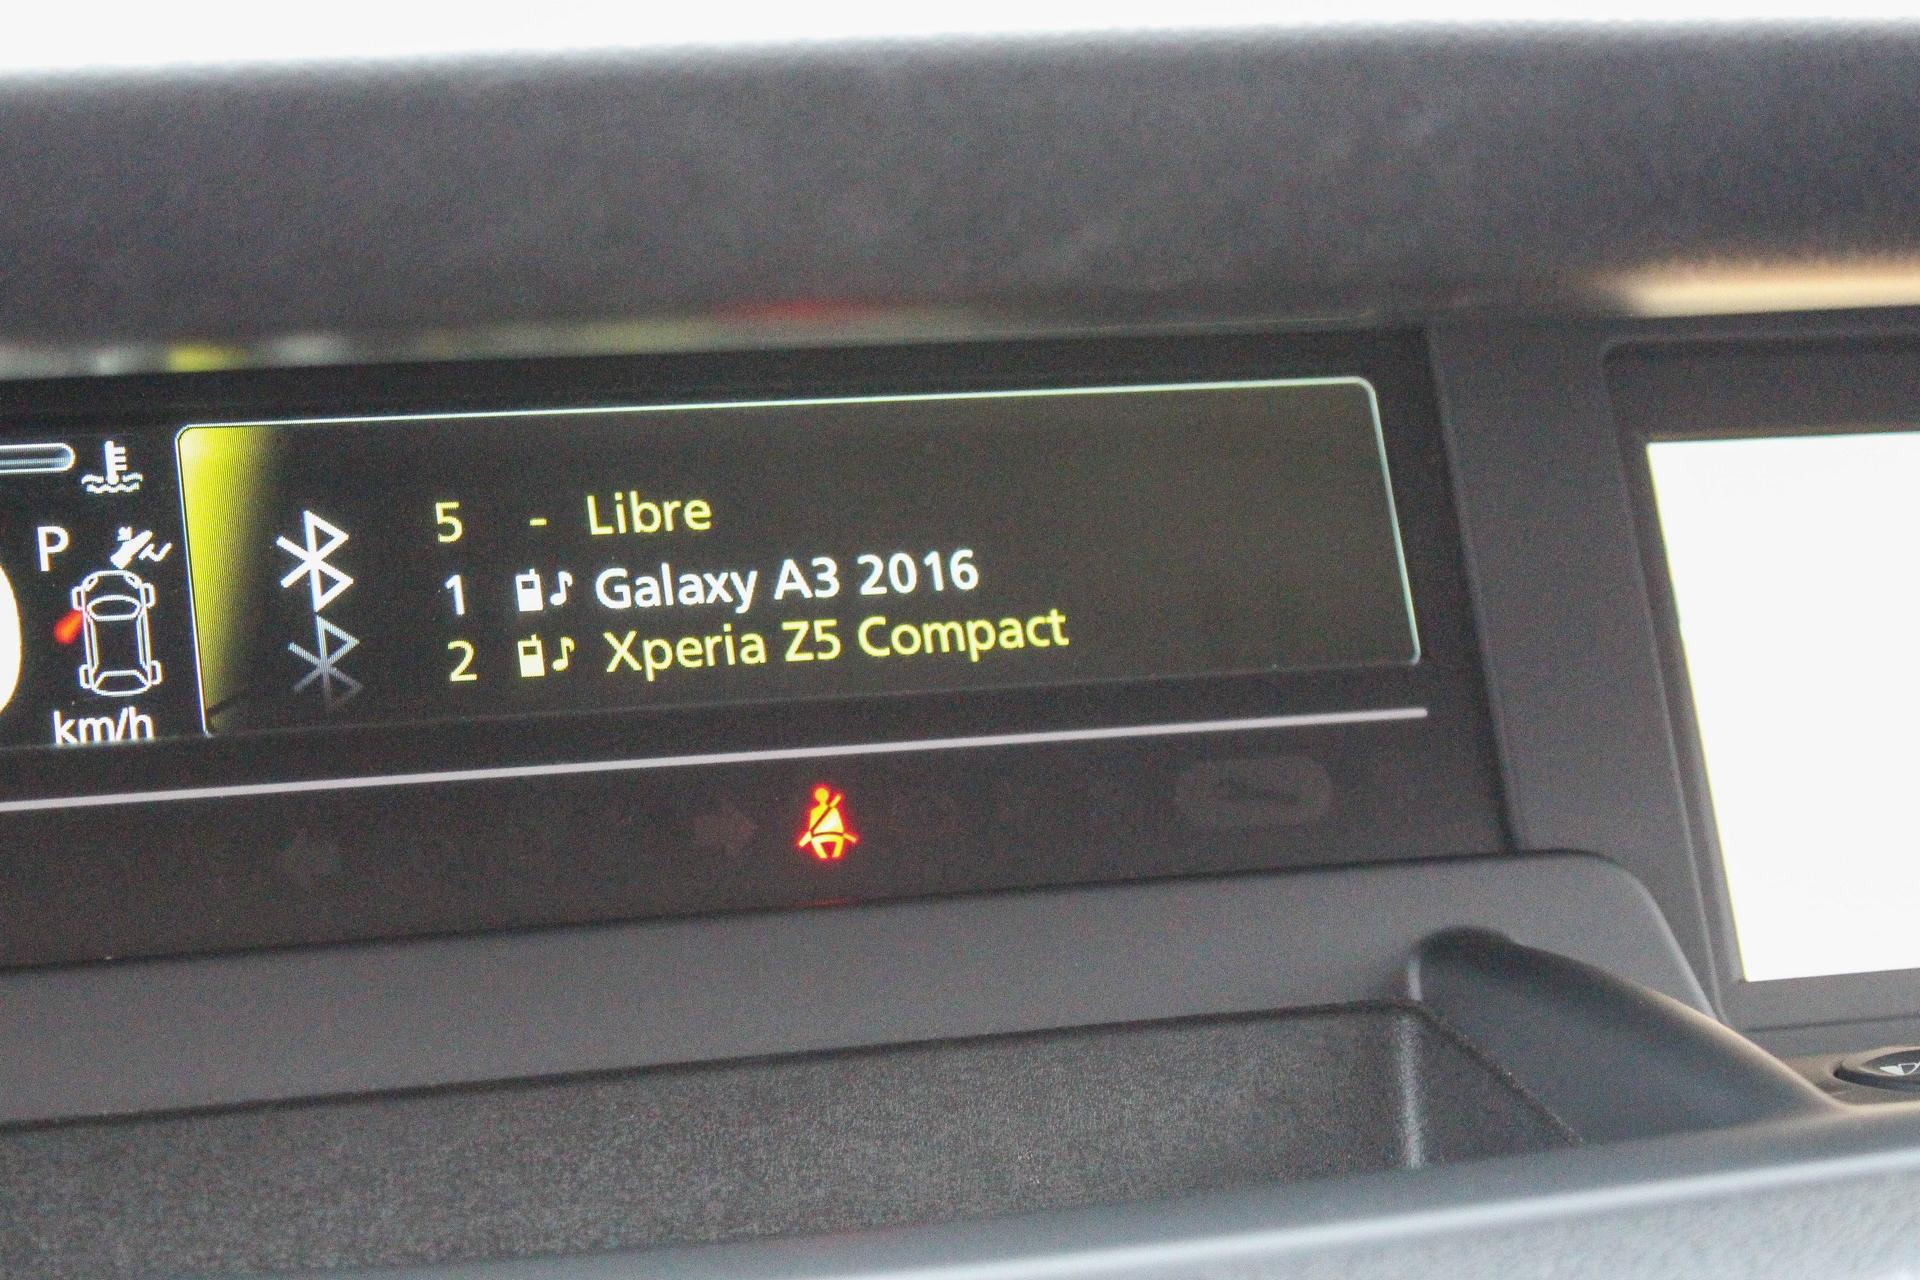 P
km/h
5 - Libre
1 Galaxy A3 2016
2 Xperia Z5 Compact